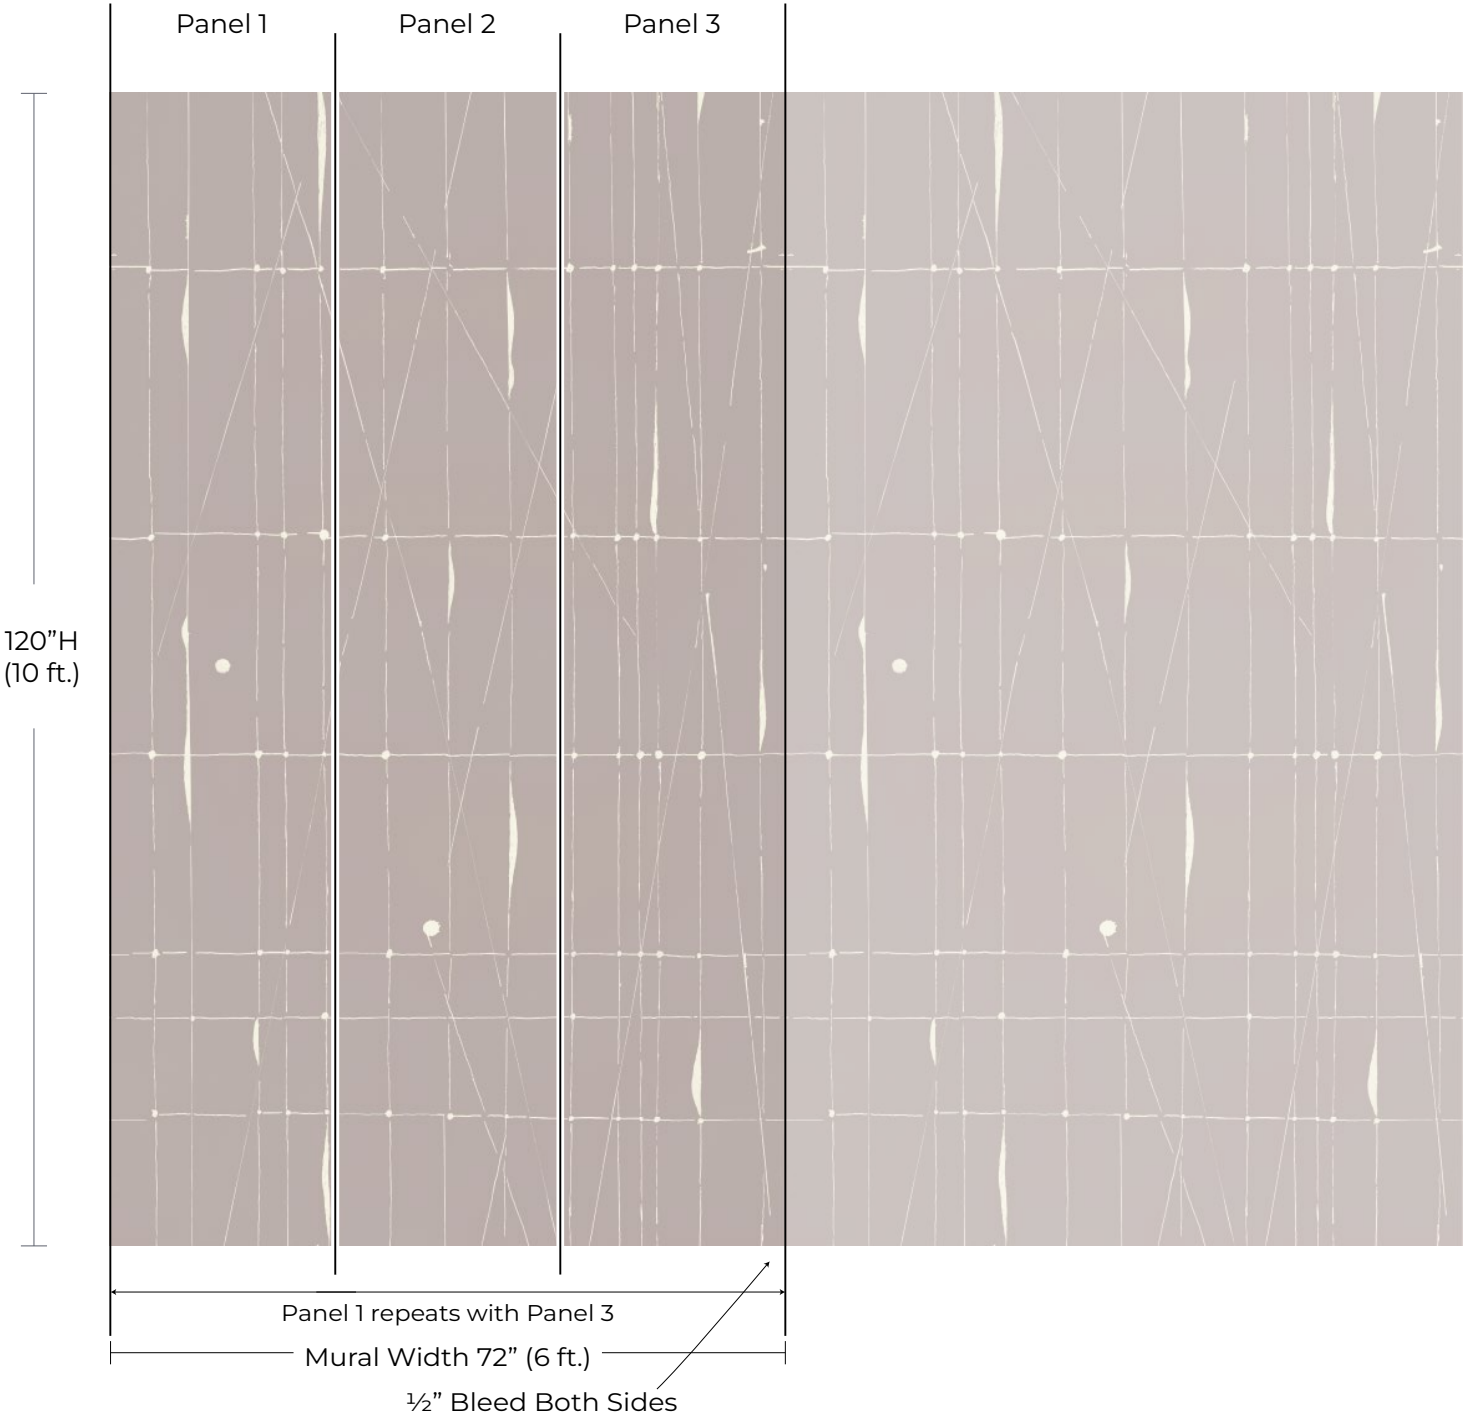 Panel 1
Panel 2
Panel 3
120”H
(10 ft.)
Panel 1 repeats with Panel 3
Mural Width 72” (6 ft.)
½” Bleed Both Sides